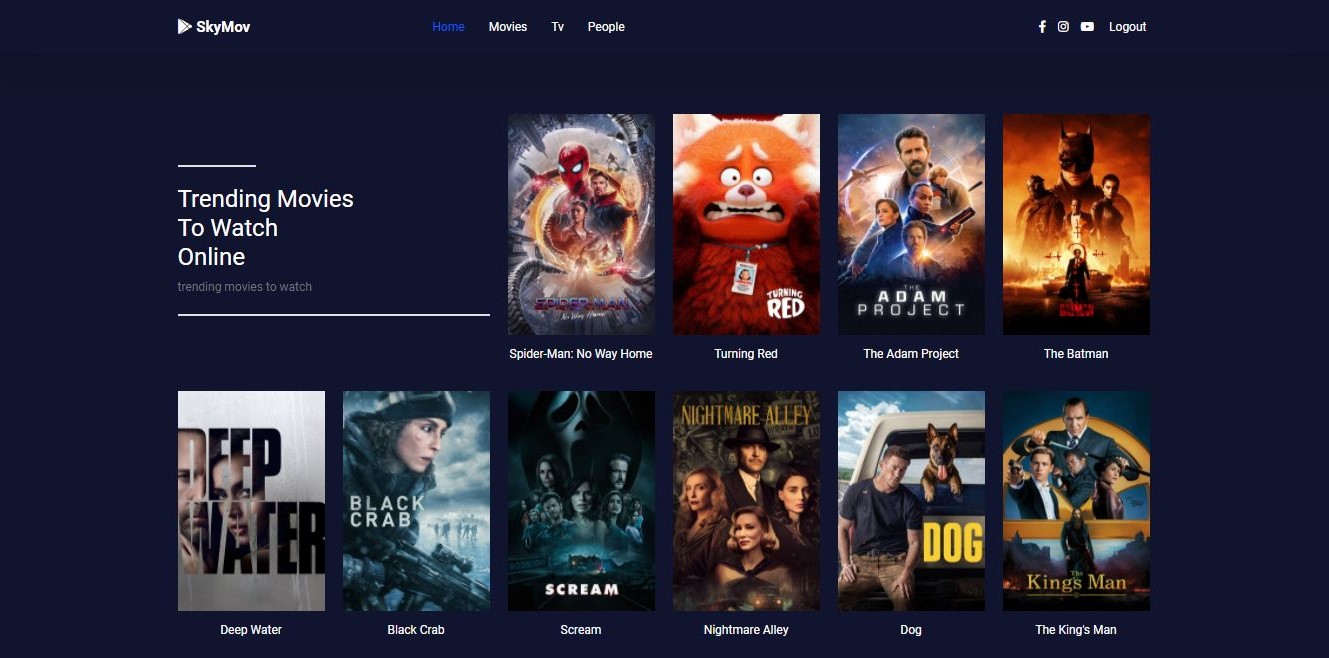 SkyMov
Home
Movies
Tv
People
Logout
Trending Movies
To Watch
Online
trending movies to watch
SPIDER-MAN
No Way Home
TURNING
RED
THE
ADAM
PROJECT
BATMAN
Spider-Man: No Way Home
Turning Red
The Adam Project
The Batman
DEEP
WATER
BLACK
CRAB
SCREAM
NIGHTMARE ALLEY
DOG
The
King's Man
Deep Water
Black Crab
Scream
Nightmare Alley
Dog
The King's Man